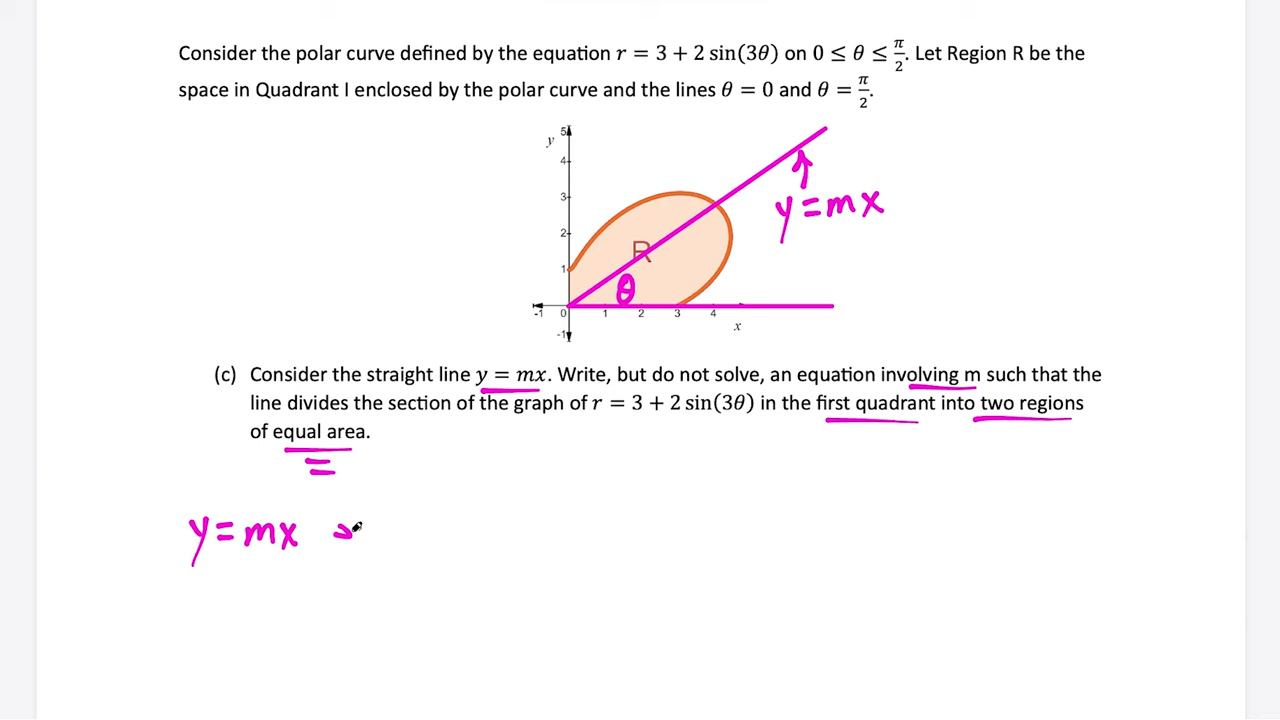 Consider the polar curve defined by the equation r = 3 + 2 sin(3θ) on 0 ≤ θ ≤ π/2. Let Region R be the
space in Quadrant I enclosed by the polar curve and the lines θ = 0 and θ = π/2.
y
5
4
3
2
1
-1 0 1 2 3 4
-1
x
R
θ
y=mx
(c) Consider the straight line y = mx. Write, but do not solve, an equation involving m such that the
line divides the section of the graph of r = 3 + 2 sin(3θ) in the first quadrant into two regions
of equal area.
=
y=mx